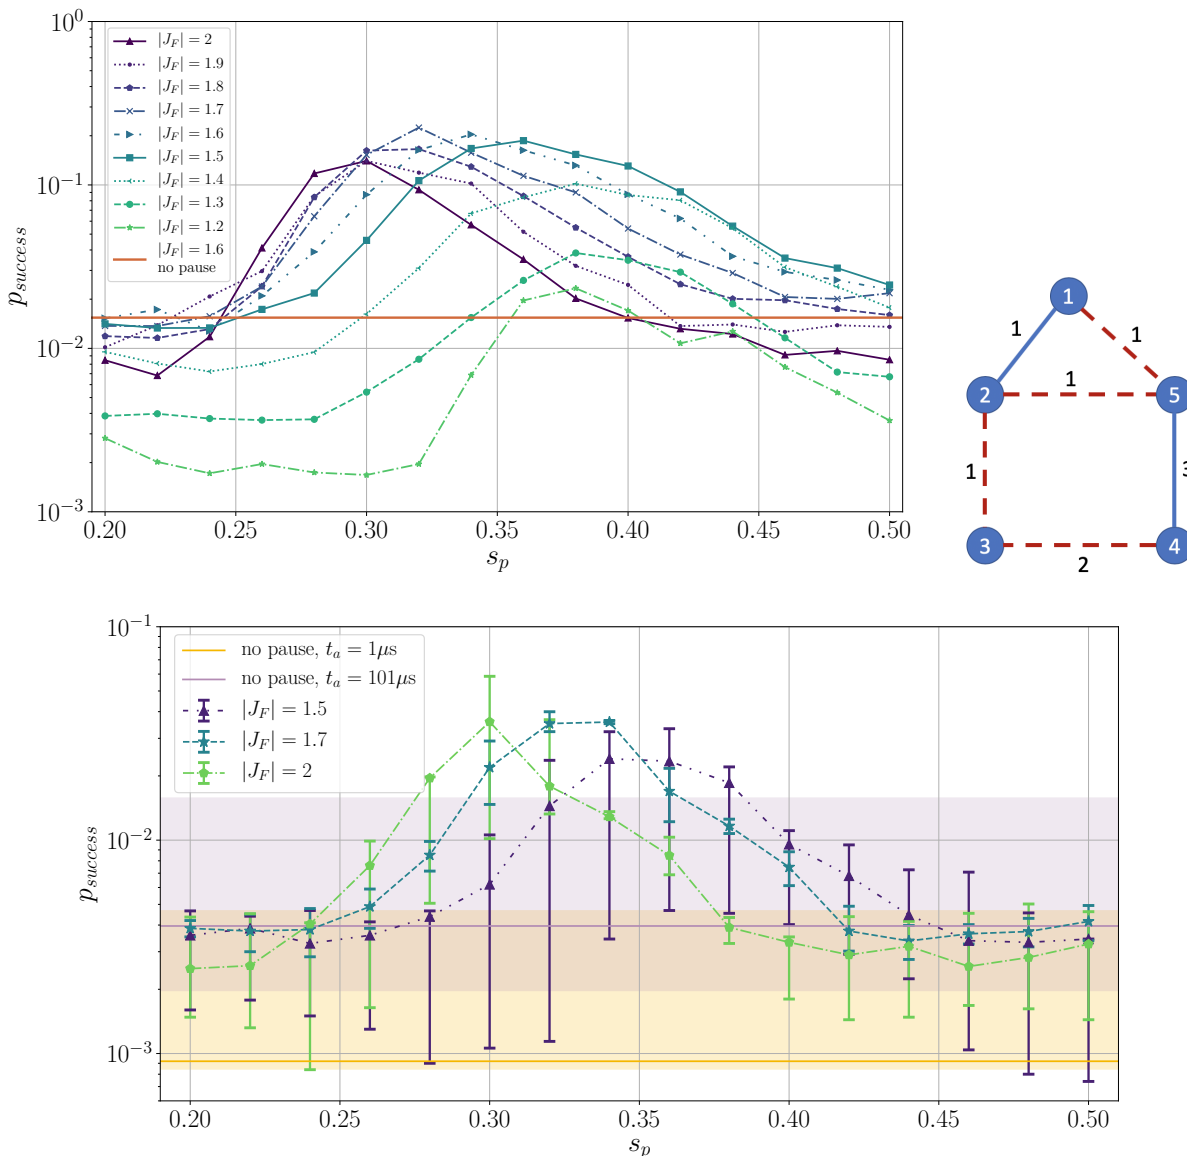 10⁰
10⁻¹
10⁻²
10⁻³
p_success
|J_F| = 2
|J_F| = 1.9
|J_F| = 1.8
|J_F| = 1.7
|J_F| = 1.6
|J_F| = 1.5
|J_F| = 1.4
|J_F| = 1.3
|J_F| = 1.2
|J_F| = 1.6
no pause
0.20 0.25 0.30 0.35 0.40 0.45 0.50
s_p
1
1 1
2 1 5
1 3
3 4
2
10⁻¹
10⁻²
10⁻³
p_success
no pause, t_a = 1μs
no pause, t_a = 101μs
|J_F| = 1.5
|J_F| = 1.7
|J_F| = 2
0.20 0.25 0.30 0.35 0.40 0.45 0.50
s_p